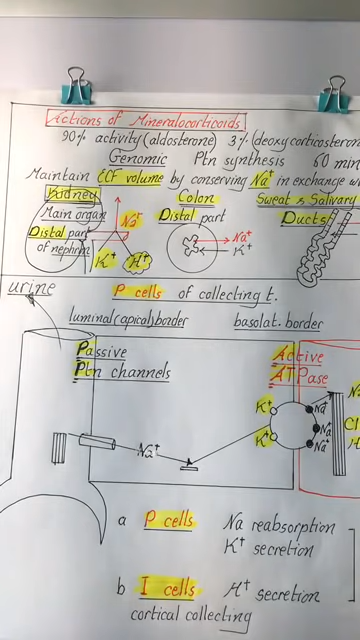 Actions of Mineralocorticoids
90% activity (aldosterone) 3% (deoxycorticosteron
Genomic Ptn synthesis 60 min
Maintain ECF volume by conserving Na+ in exchange w
Kidney
Main organ
Distal part
of nephron
Na+
K+ H+
Colon
Distal part
Na+
K+
Sweat & Salivary
Ducts
urine
P cells of collecting t.
luminal (apical) border basolat. border
Passive
Ptn channels
Active
ATPase
Na+
K+
K+
Na+
Na
Na+
N
Cl
H
a P cells Na reabsorption
K+ secretion
b I cells H+ secretion
cortical collecting